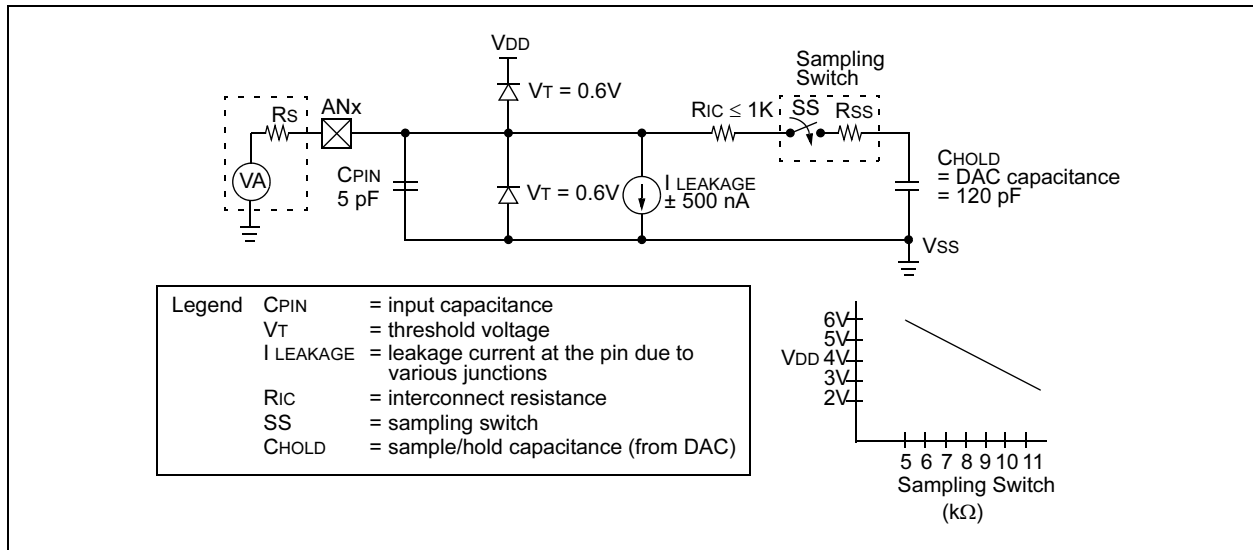 VDD
Sampling
Switch
VT = 0.6V
RS
ANx
RIC ≤ 1K
SS
RSS
VA
CPIN
5 pF
VT = 0.6V
I LEAKAGE
± 500 nA
CHOLD
= DAC capacitance
= 120 pF
VSS
Legend CPIN = input capacitance
VT = threshold voltage
I LEAKAGE = leakage current at the pin due to
various junctions
RIC = interconnect resistance
SS = sampling switch
CHOLD = sample/hold capacitance (from DAC)
6V
5V
VDD 4V
3V
2V
5 6 7 8 9 10 11
Sampling Switch
(kΩ)